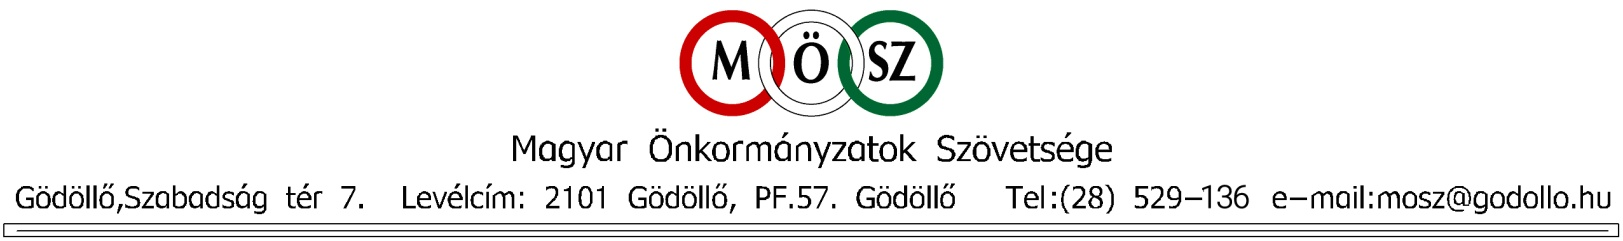 MÖSZ
Magyar Önkormányzatok Szövetsége
Gödöllő,Szabadság tér 7. Levélcím: 2101 Gödöllő, PF.57. Gödöllő Tel:(28) 529-136 e-mail:mosz@godollo.hu